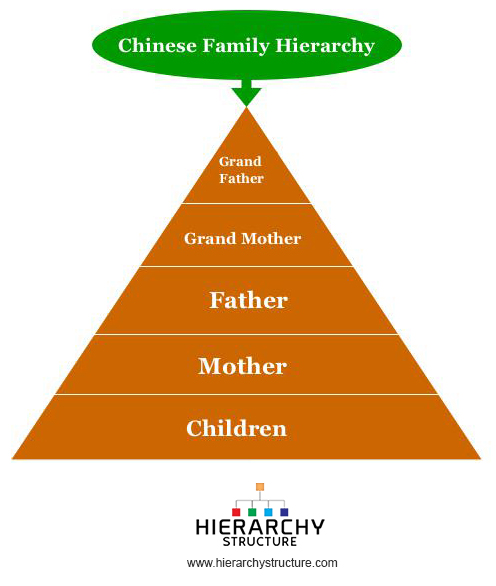 Chinese Family Hierarchy
Grand
Father
Grand Mother
Father
Mother
Children
HIERARCHY
STRUCTURE
www.hierarchystructure.com